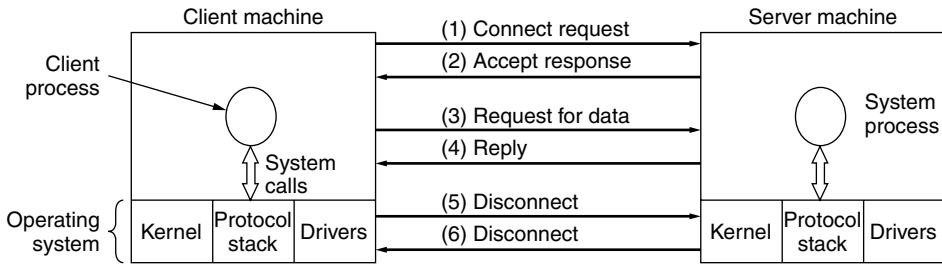 Client machine
Server machine
(1) Connect request
(2) Accept response
Client
process
(3) Request for data
System
process
(4) Reply
System
calls
Operating
system
Kernel
Protocol
stack
Drivers
(5) Disconnect
(6) Disconnect
Kernel
Protocol
stack
Drivers